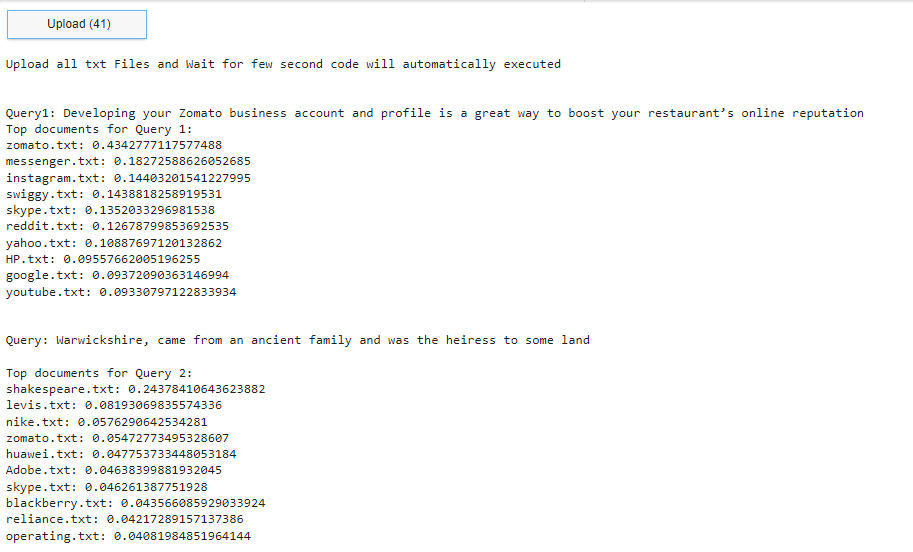 Upload (41)
Upload all txt Files and Wait for few second code will automatically executed
Query1: Developing your Zomato business account and profile is a great way to boost your restaurant’s online reputation
Top documents for Query 1:
zomato.txt: 0.4342777117577488
messenger.txt: 0.18272588626052685
instagram.txt: 0.14403201541227995
swiggy.txt: 0.1438818258919531
skype.txt: 0.1352033296981538
reddit.txt: 0.12678799853692535
yahoo.txt: 0.10887697120132862
HP.txt: 0.09557662005196255
google.txt: 0.09372090363146994
youtube.txt: 0.09330797122833934
Query: Warwickshire, came from an ancient family and was the heiress to some land
Top documents for Query 2:
shakespeare.txt: 0.24378410643623882
levis.txt: 0.08193069835574336
nike.txt: 0.0576290642534281
zomato.txt: 0.05472773495328607
huawei.txt: 0.047753733448053184
Adobe.txt: 0.04638399881932045
skype.txt: 0.046261387751928
blackberry.txt: 0.043566085929033924
reliance.txt: 0.04217289157137386
operating.txt: 0.04081984851964144